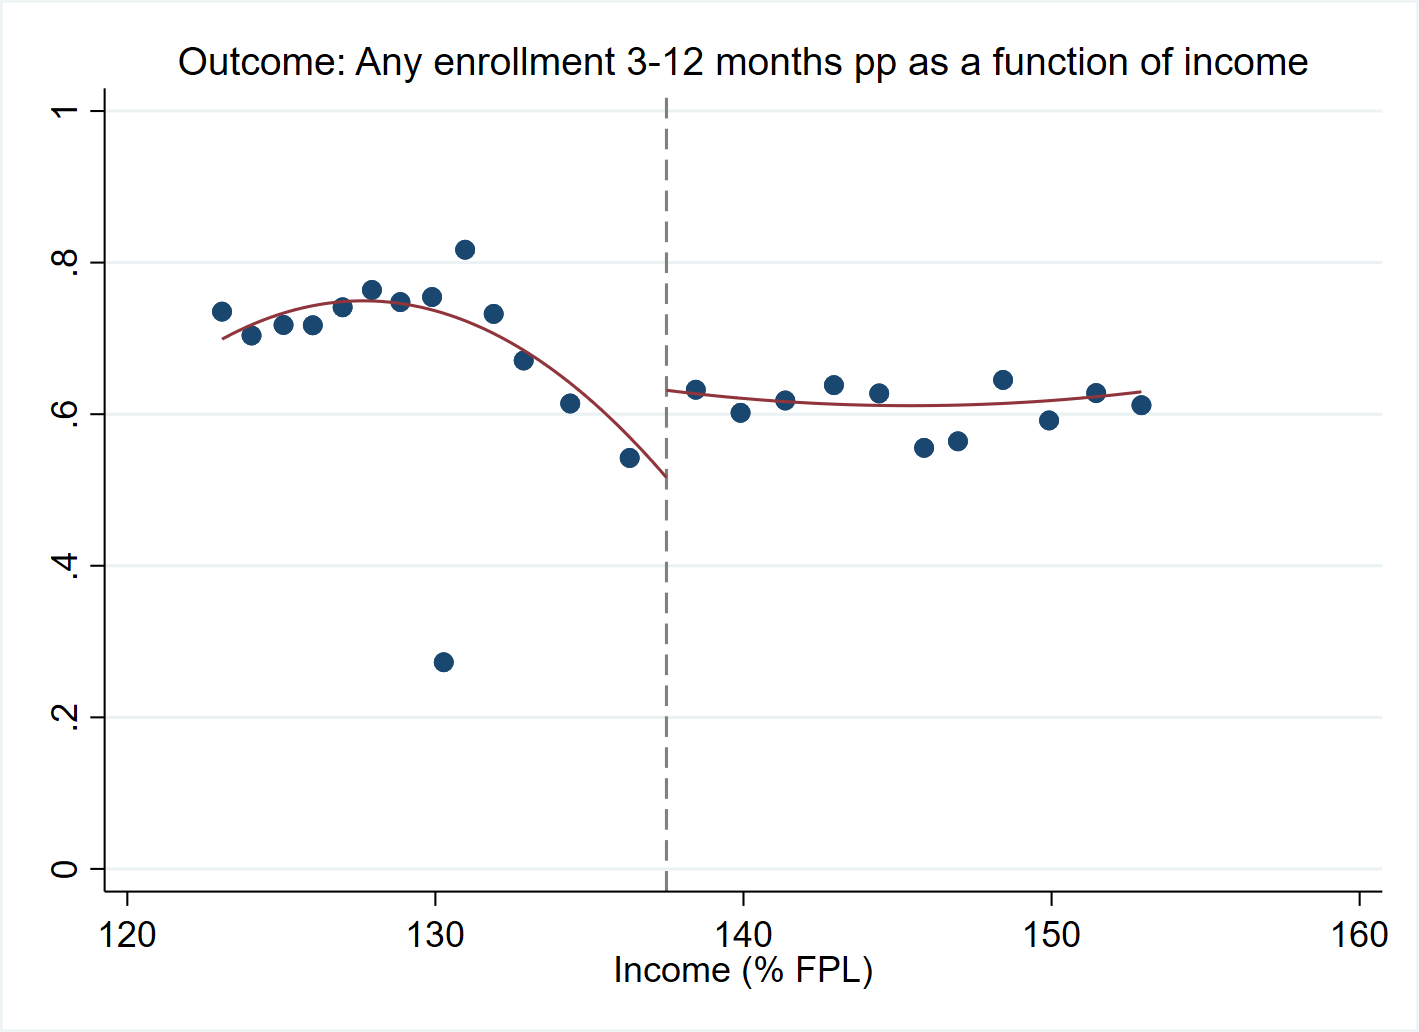 Outcome: Any enrollment 3-12 months pp as a function of income
1
.8
.6
.4
.2
0
120 130 140 150 160
Income (% FPL)